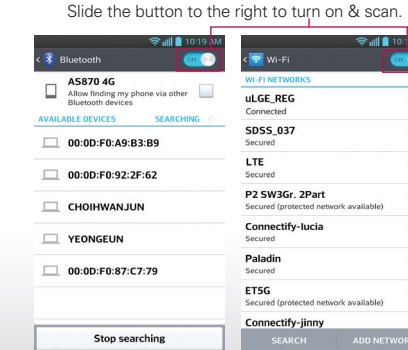 Slide the button to the right to turn on & scan.
10:19 AM
Bluetooth
ON
AS870 4G
Allow finding my phone via other
Bluetooth devices
AVAILABLE DEVICES SEARCHING
00:0D:F0:A9:B3:B9
00:0D:F0:92:2F:62
CHOIHWANJUN
YEONGEUN
00:0D:F0:87:C7:79
Stop searching
Wi-Fi
ON
WI-FI NETWORKS
uLGE_REG
Connected
SDSS_037
Secured
LTE
Secured
P2 SW3Gr. 2Part
Secured (protected network available)
Connectify-lucia
Secured
Paladin
Secured
ET5G
Secured (protected network available)
Connectify-jinny
SEARCH ADD NETWOR